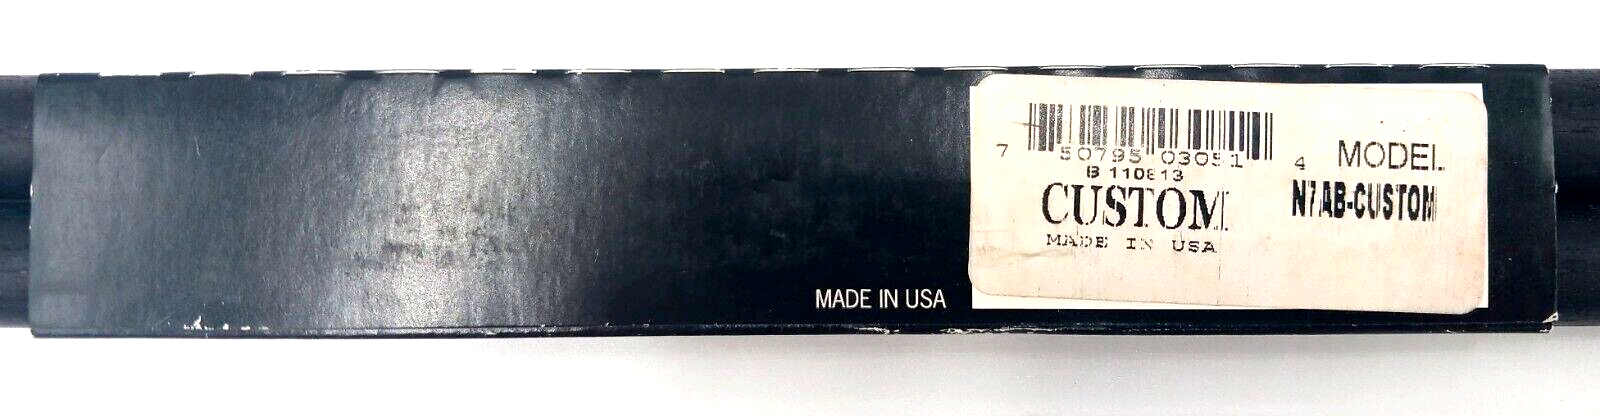 7 50795 03051 4
B 110813
CUSTOM
MADE IN USA
MODEL
N7AB-CUSTOM
MADE IN USA